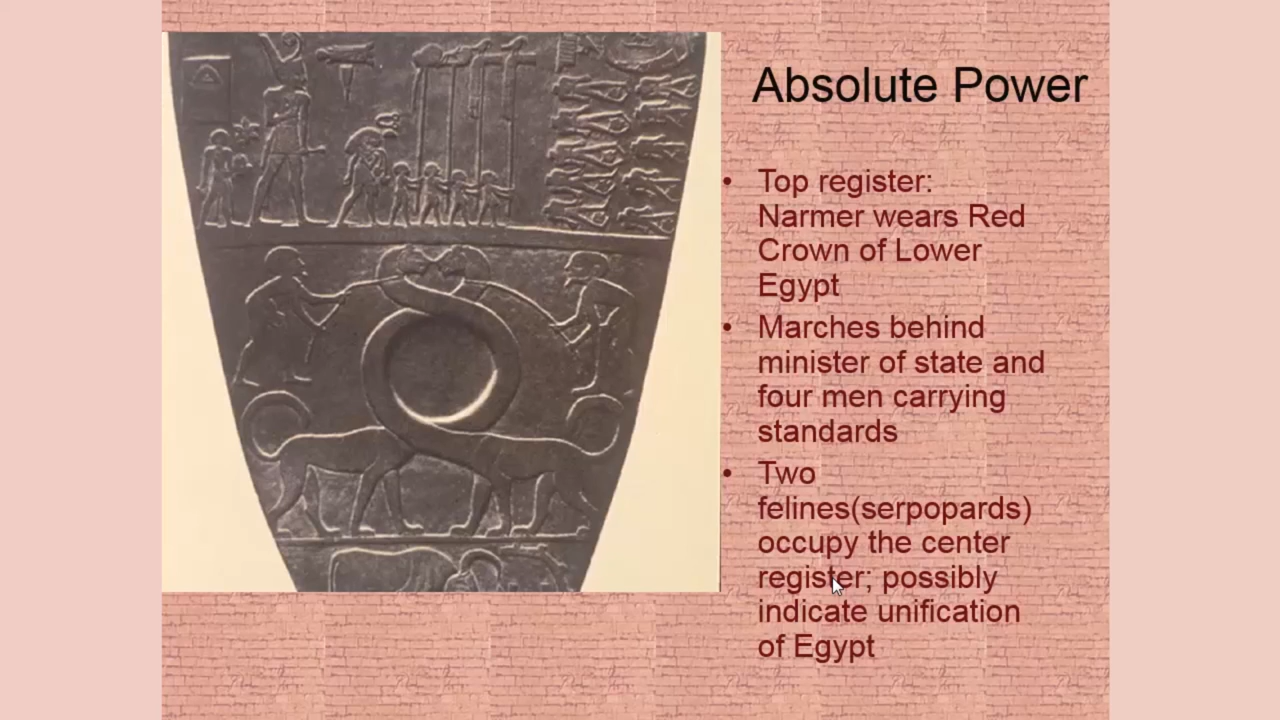 Absolute Power
• Top register:
Narmer wears Red
Crown of Lower
Egypt
• Marches behind
minister of state and
four men carrying
standards
• Two
felines(serpopards)
occupy the center
register; possibly
indicate unification
of Egypt